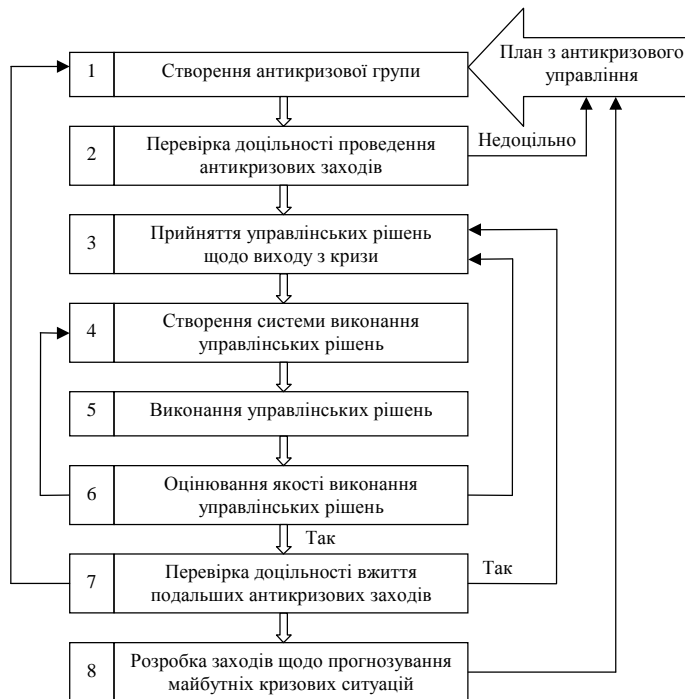 План з антикризового
управління
1
Створення антикризової групи
2
Перевірка доцільності проведення
антикризових заходів
Недоцільно
3
Прийняття управлінських рішень
щодо виходу з кризи
4
Створення системи виконання
управлінських рішень
5
Виконання управлінських рішень
6
Оцінювання якості виконання
управлінських рішень
Так
7
Перевірка доцільності вжиття
подальших антикризових заходів
Так
8
Розробка заходів щодо прогнозування
майбутніх кризових ситуацій